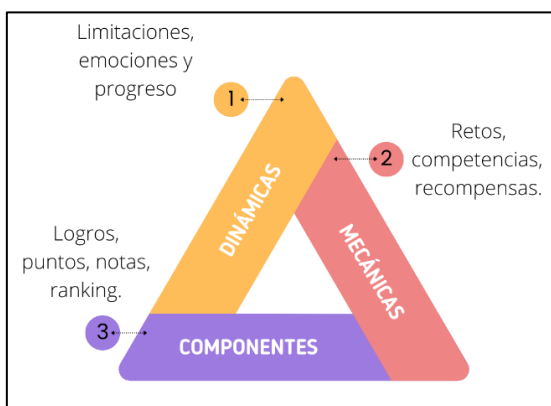 Limitaciones,
emociones y
progreso
1
DINÁMICAS
2
Retos,
competencias,
recompensas.
MECÁNICAS
Logros,
puntos, notas,
ranking.
3
COMPONENTES